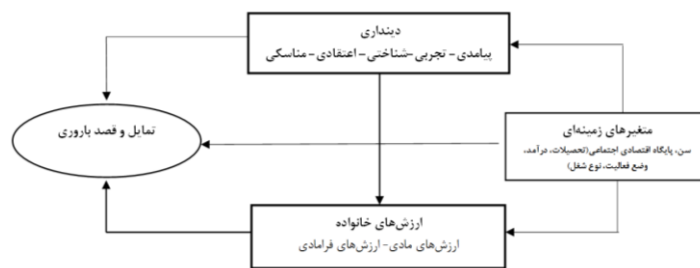 دینداری
پیامدی- تجربی-شناختی- اعتقادی- مناسکی
متغیرهای زمینه‌ای
سن، پایگاه اقتصادی اجتماعی(تحصیلات، درآمد،
وضع فعالیت، نوع شغل)
تمایل و قصد باروری
ارزش‌های خانواده
ارزش‌های مادی- ارزش‌های فرامادی